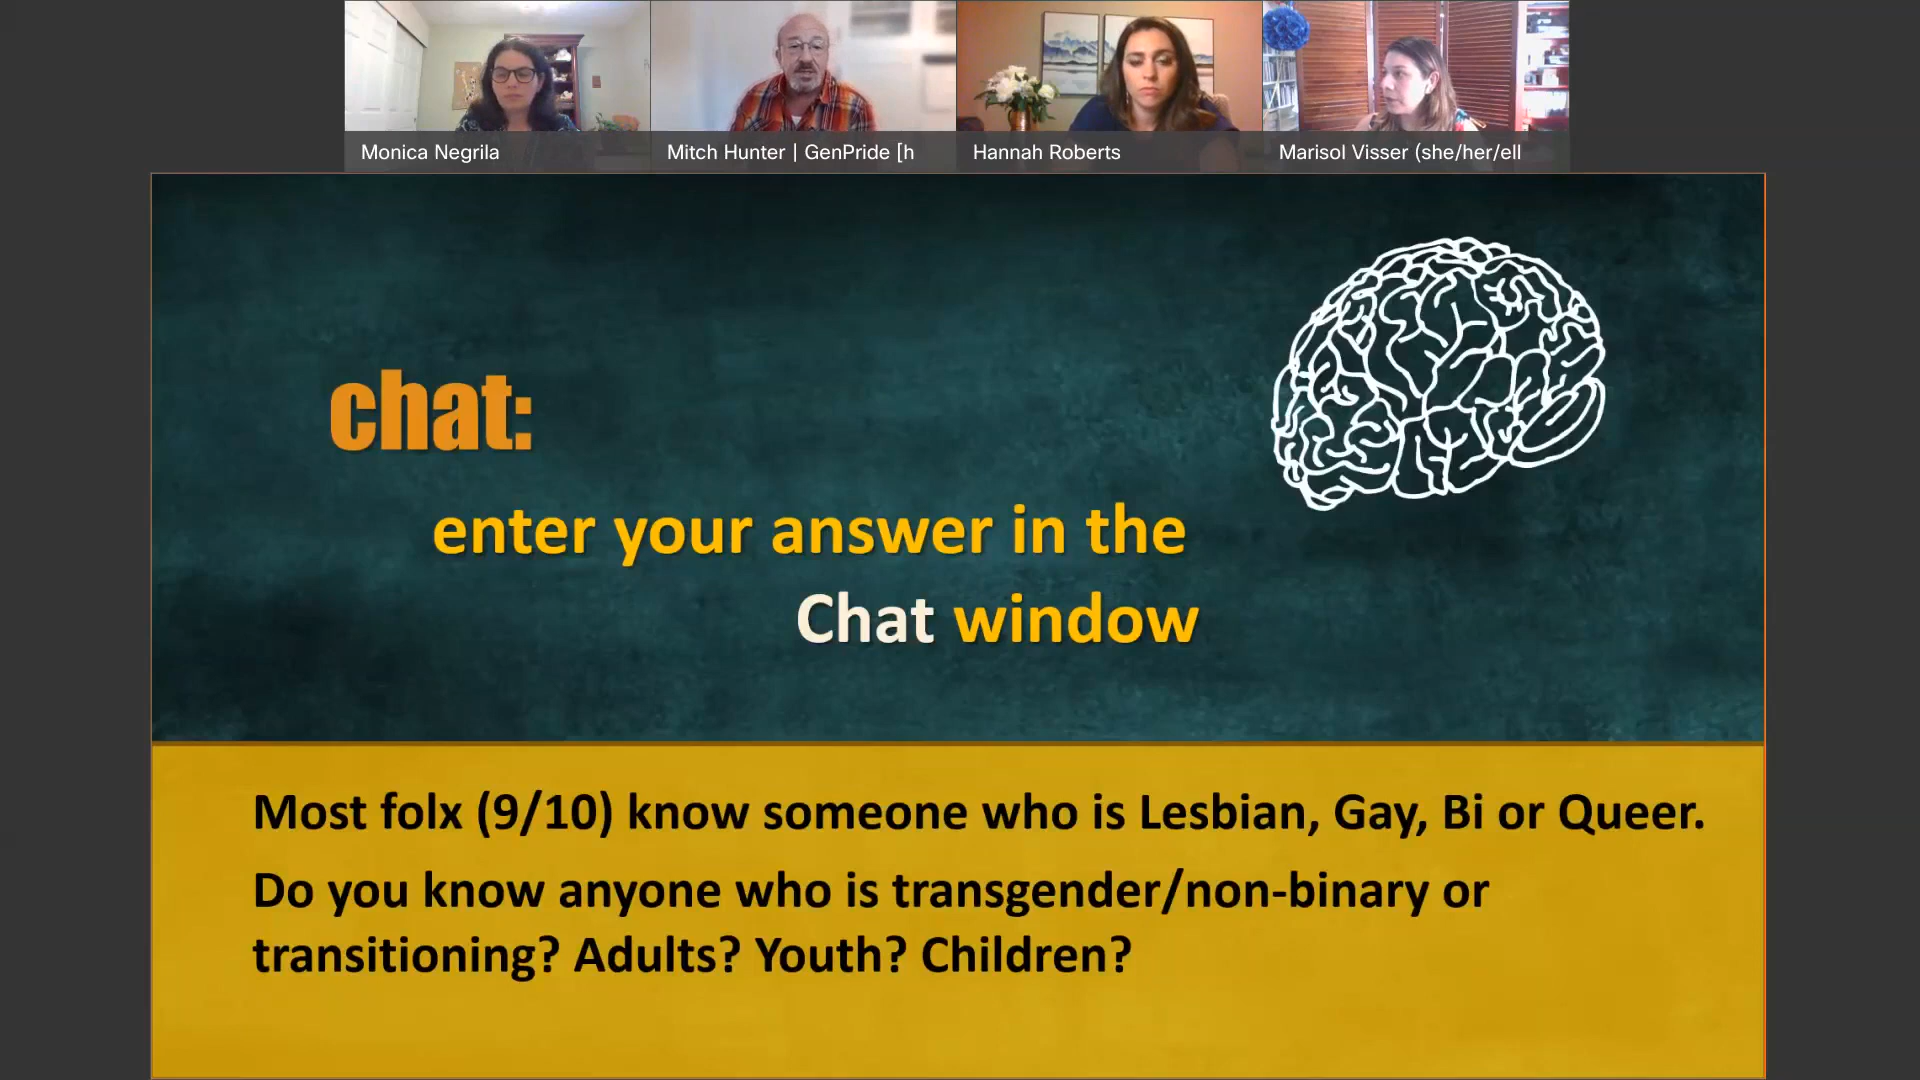 Monica Negrila
Mitch Hunter | GenPride [h
Hannah Roberts
Marisol Visser (she/her/ell
chat:
enter your answer in the
Chat window
Most folx (9/10) know someone who is Lesbian, Gay, Bi or Queer.
Do you know anyone who is transgender/non-binary or
transitioning? Adults? Youth? Children?